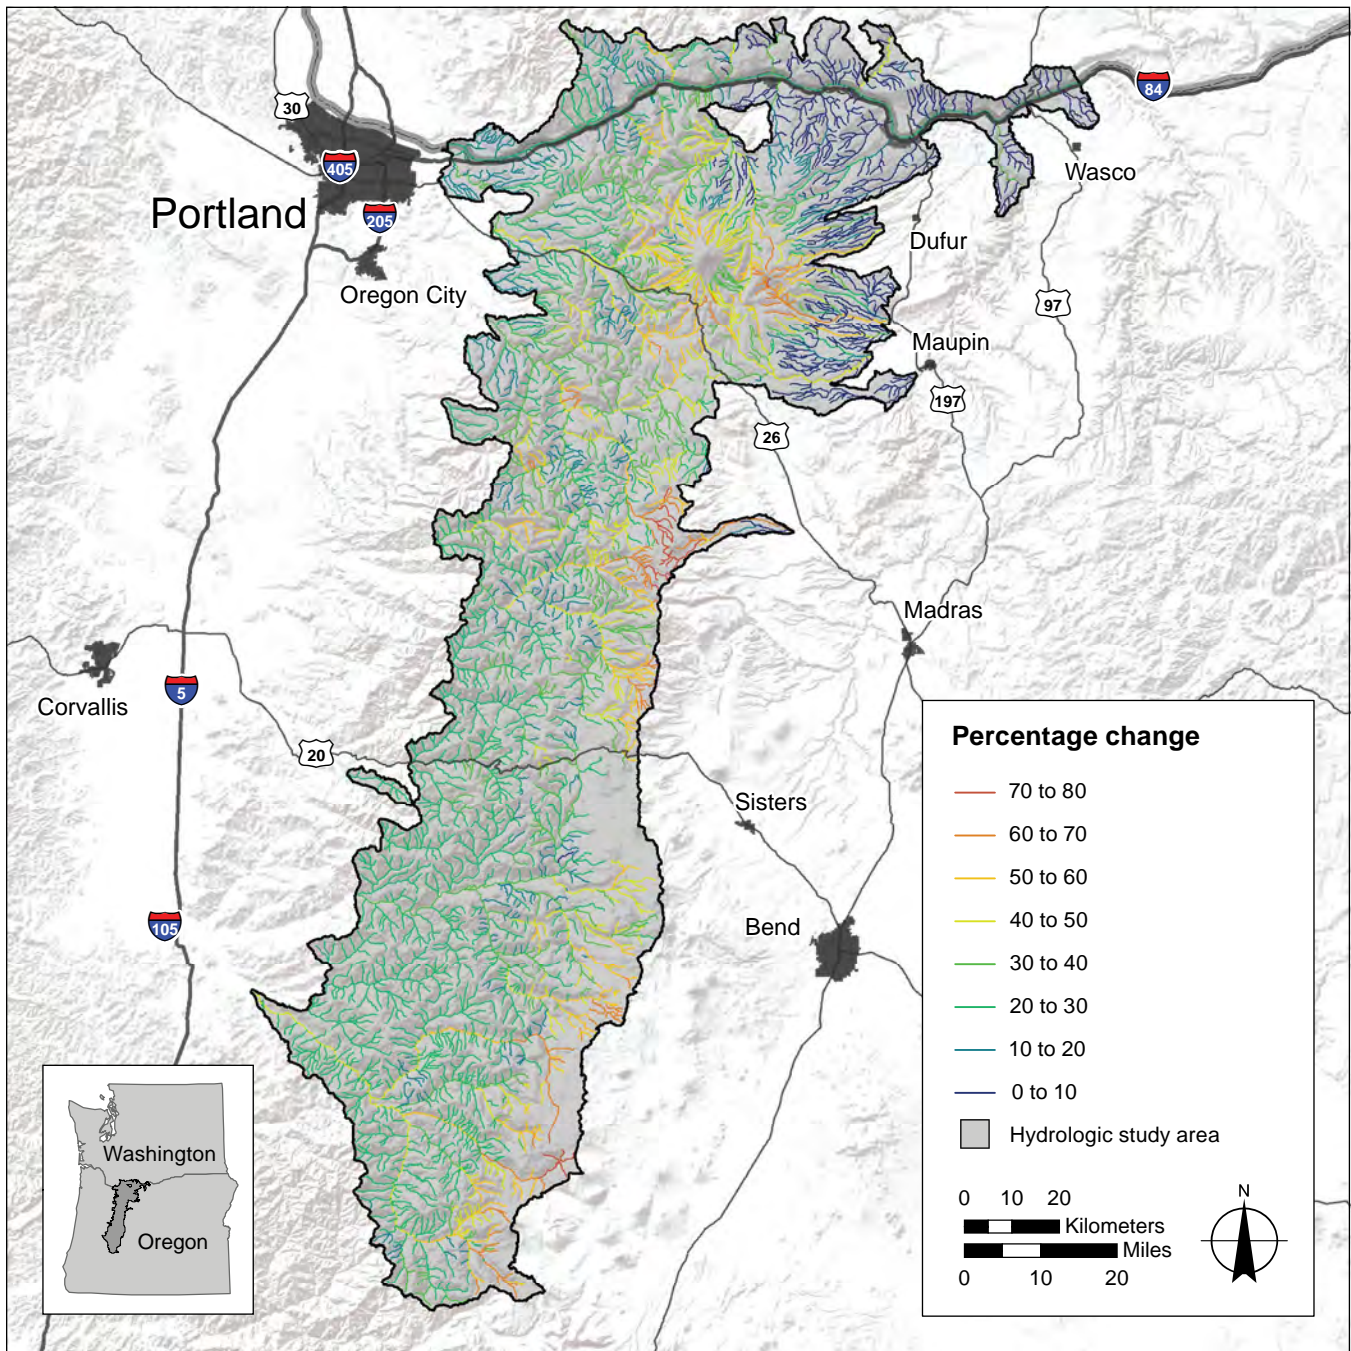 30
84
405
Portland
205
Wasco
Dufur
Oregon City
97
Maupin
197
26
Madras
Corvallis
5
20
Sisters
Bend
105
Percentage change
70 to 80
60 to 70
50 to 60
40 to 50
30 to 40
20 to 30
10 to 20
0 to 10
Hydrologic study area
0 10 20
Kilometers
Miles
0 10 20
N
Washington
Oregon